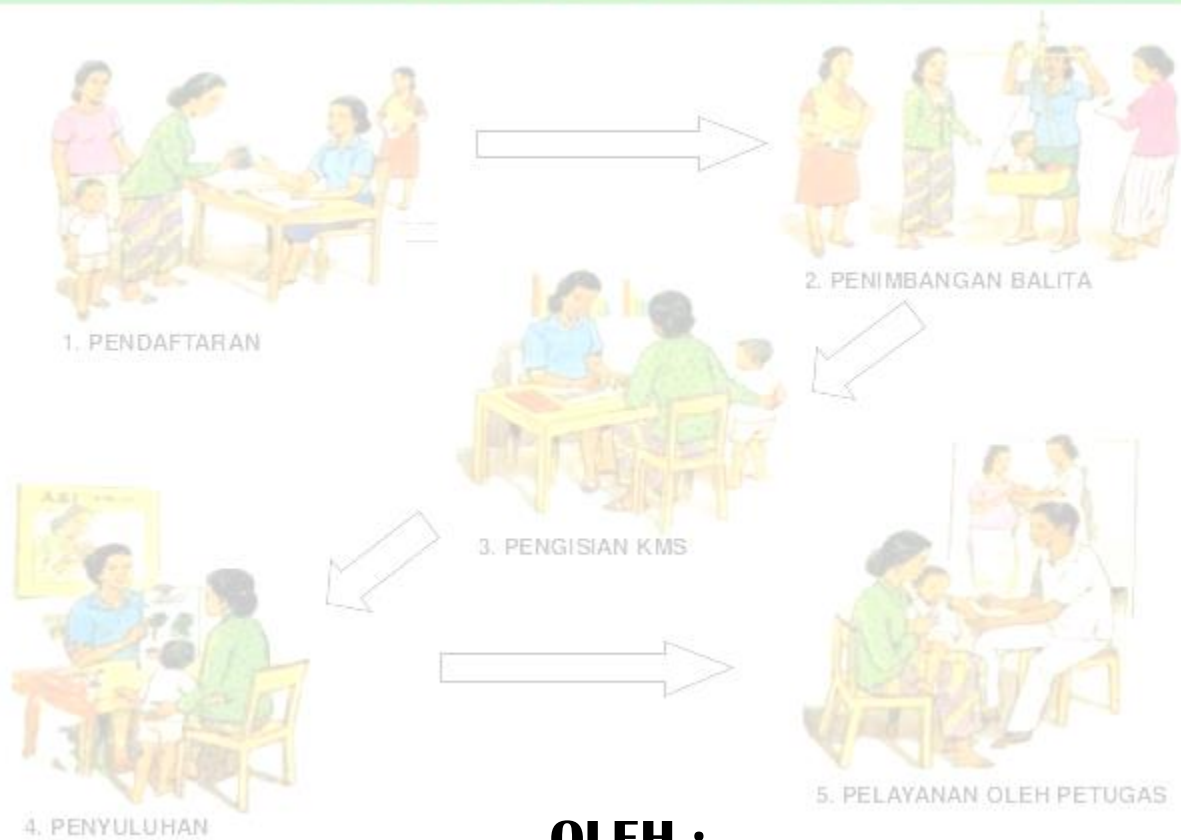 1. PENDAFTARAN
2. PENIMBANGAN BALITA
3. PENGISIAN KMS
A.S.I
4. PENYULUHAN
5. PELAYANAN OLEH PETUGAS
OLEH :